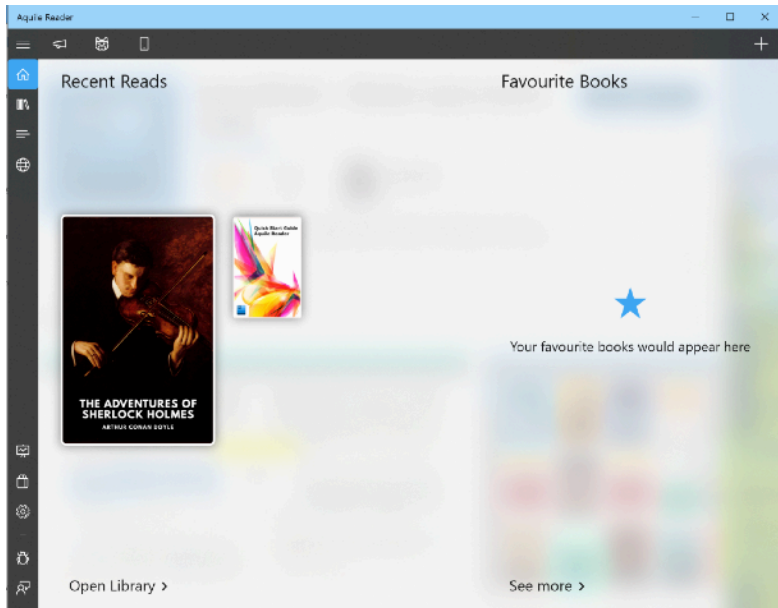 Aquile Reader
Recent Reads
Favourite Books
Quick Start Guide
Aquile Reader
THE ADVENTURES OF
SHERLOCK HOLMES
ARTHUR CONAN DOYLE
Your favourite books would appear here
Open Library >
See more >